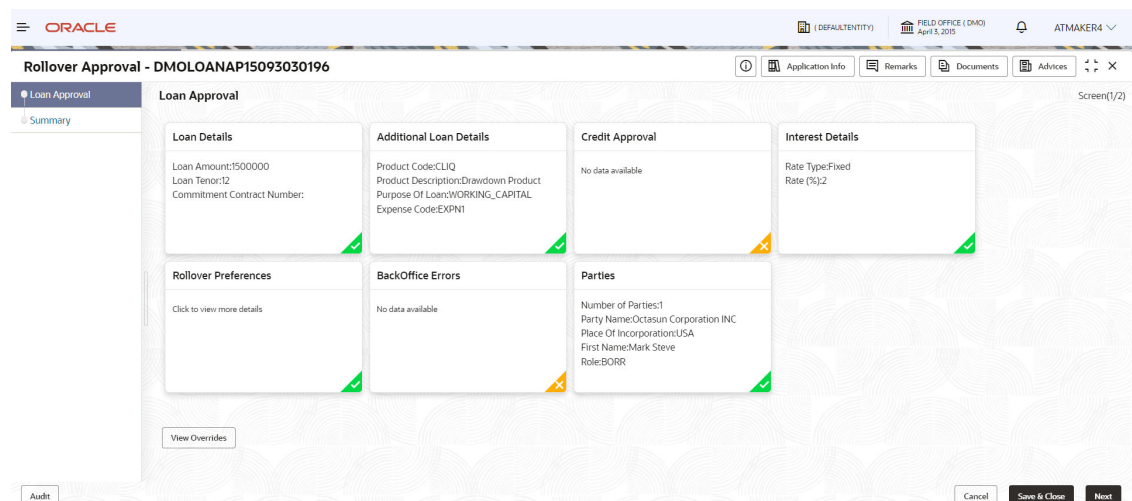 ORACLE
( DEFAULTENTITY)
FIELD OFFICE ( DMO)
April 3, 2015
ATMAKER4
Rollover Approval - DMOLOANAP15093030196
Application Info
Remarks
Documents
Advices
Loan Approval
Summary
Loan Approval
Screen(1/2)
Loan Details
Loan Amount:1500000
Loan Tenor:12
Commitment Contract Number:
Additional Loan Details
Product Code:CLIQ
Product Description:Drawdown Product
Purpose Of Loan:WORKING_CAPITAL
Expense Code:EXPN1
Credit Approval
No data available
Interest Details
Rate Type:Fixed
Rate (%):2
Rollover Preferences
Click to view more details
BackOffice Errors
No data available
Parties
Number of Parties:1
Party Name:Octasun Corporation INC
Place Of Incorporation:USA
First Name:Mark Steve
Role:BORR
View Overrides
Audit
Cancel
Save & Close
Next